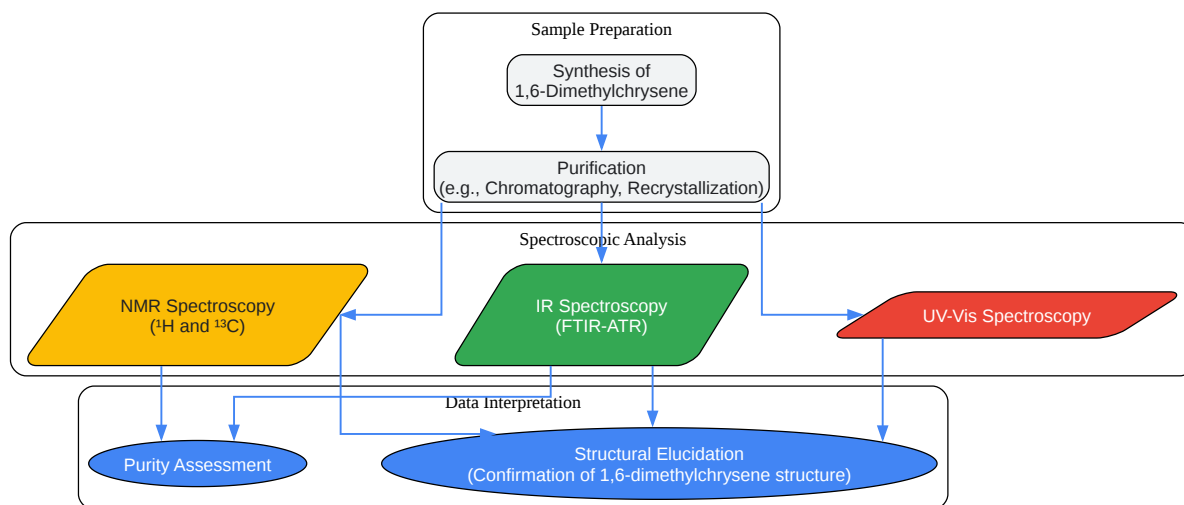 Sample Preparation
Synthesis of
1,6-Dimethylchrysene
Purification
(e.g., Chromatography, Recrystallization)
Spectroscopic Analysis
NMR Spectroscopy
(¹H and ¹³C)
IR Spectroscopy
(FTIR-ATR)
UV-Vis Spectroscopy
Data Interpretation
Purity Assessment
Structural Elucidation
(Confirmation of 1,6-dimethylchrysene structure)